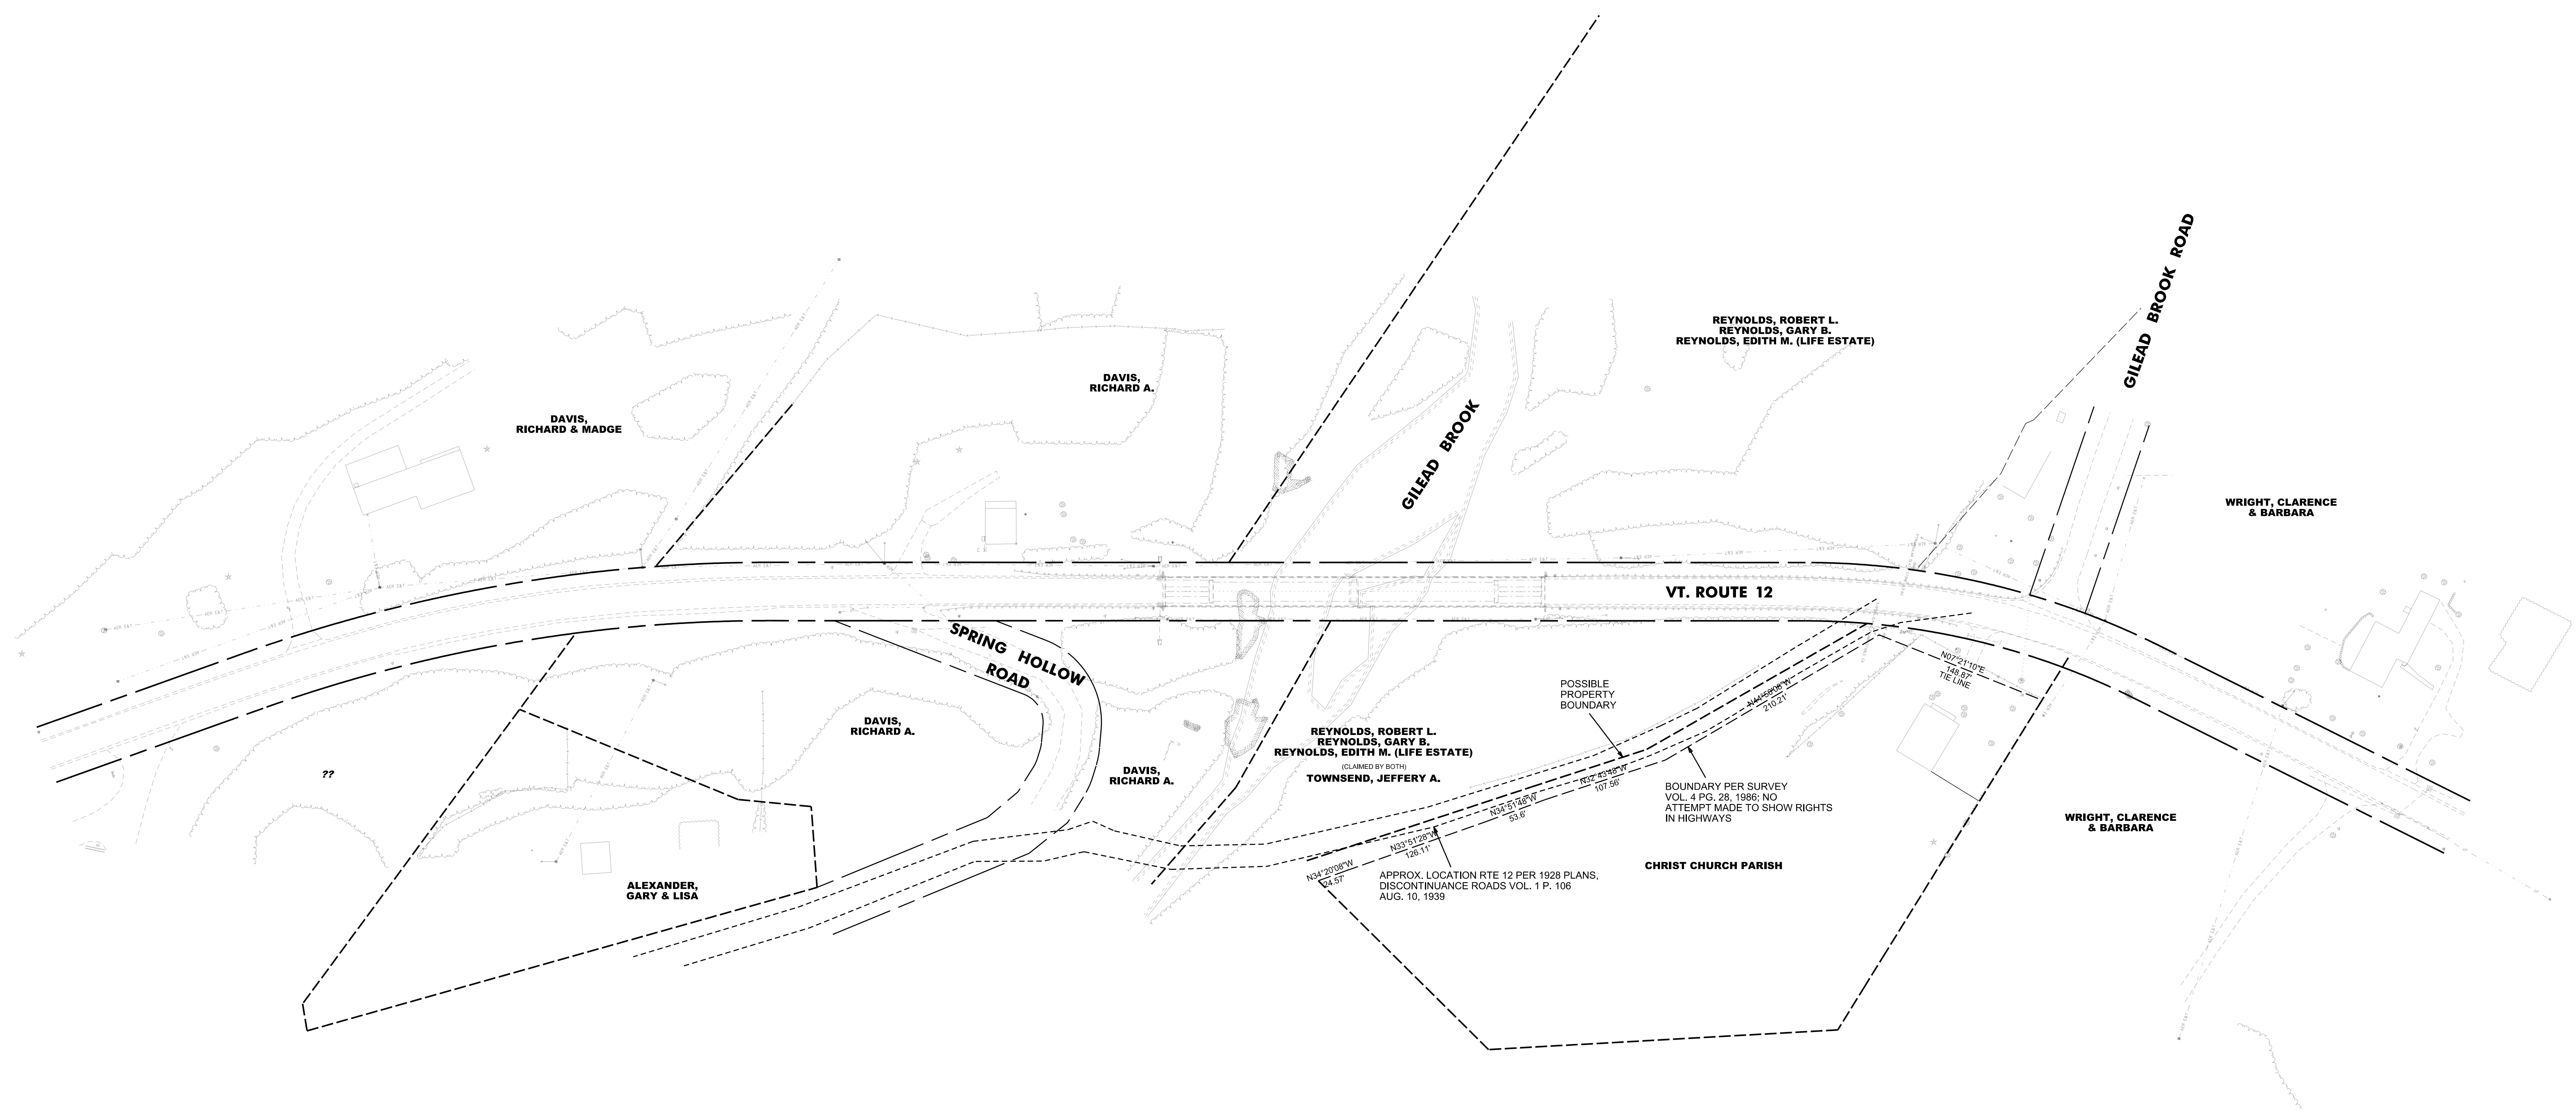 GILEAD BROOK ROAD
REYNOLDS, ROBERT L.
REYNOLDS, GARY B.
REYNOLDS, EDITH M. (LIFE ESTATE)
DAVIS,
RICHARD A.
DAVIS,
RICHARD & MADGE
GILEAD BROOK
WRIGHT, CLARENCE
& BARBARA
VT. ROUTE 12
SPRING HOLLOW
ROAD
N07°21'10"E
148.87'
TIE LINE
POSSIBLE
PROPERTY
BOUNDARY
210.21'
DAVIS,
RICHARD A.
REYNOLDS, ROBERT L.
REYNOLDS, GARY B.
REYNOLDS, EDITH M. (LIFE ESTATE)
(CLAIMED BY BOTH)
TOWNSEND, JEFFERY A.
??
DAVIS,
RICHARD A.
N32°43'48"W
107.56'
BOUNDARY PER SURVEY
VOL. 4 PG. 28, 1986; NO
ATTEMPT MADE TO SHOW RIGHTS
IN HIGHWAYS
N34°51'48"W
53.6'
WRIGHT, CLARENCE
& BARBARA
N33°51'28"W
126.11'
CHRIST CHURCH PARISH
N34°20'08"W
24.57'
APPROX. LOCATION RTE 12 PER 1928 PLANS,
DISCONTINUANCE ROADS VOL. 1 P. 106
AUG. 10, 1939
ALEXANDER,
GARY & LISA